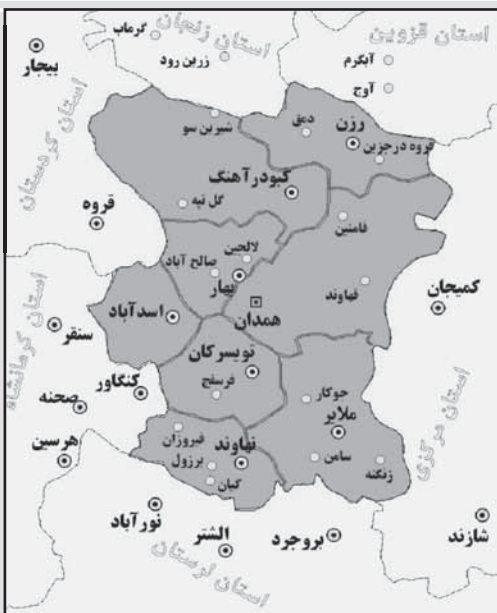 استان قزوین
استان زنجان
گرماب
بیجار
زرین رود
آبگرم
آوج
استان کردستان
شیرین سو
دمق
رزن
قروه درجزین
کبودرآهنگ
گل تپه
قروه
فامنین
لالجین
صالح آباد
بهار
قهاوند
کمیجان
همدان
استان کرمانشاه
اسدآباد
سنقر
تویسرکان
کنگاور
فرسفج
جوکار
صحنه
ملایر
استان مرکزی
فیروزان
نهاوند
برزول
هرسین
سامن
زنگنه
گیان
نورآباد
الشتر
بروجرد
شازند
استان لرستان